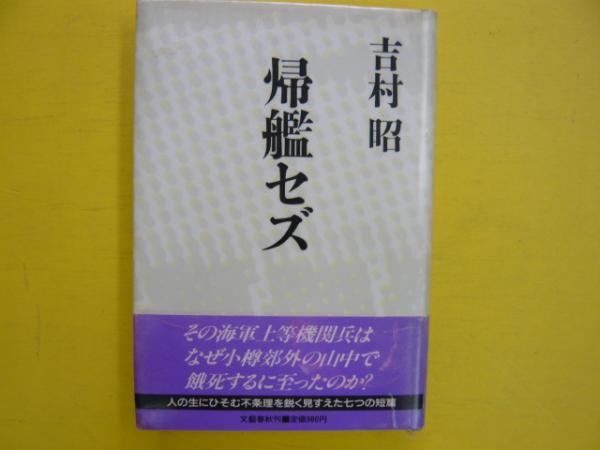 吉村昭
帰艦セズ
その海軍上等機関兵は
なぜ小樽郊外の山中で
餓死するに至ったのか?
人の生にひそむ不条理を鋭く見すえた七つの短篇
文藝春秋刊■定価980円